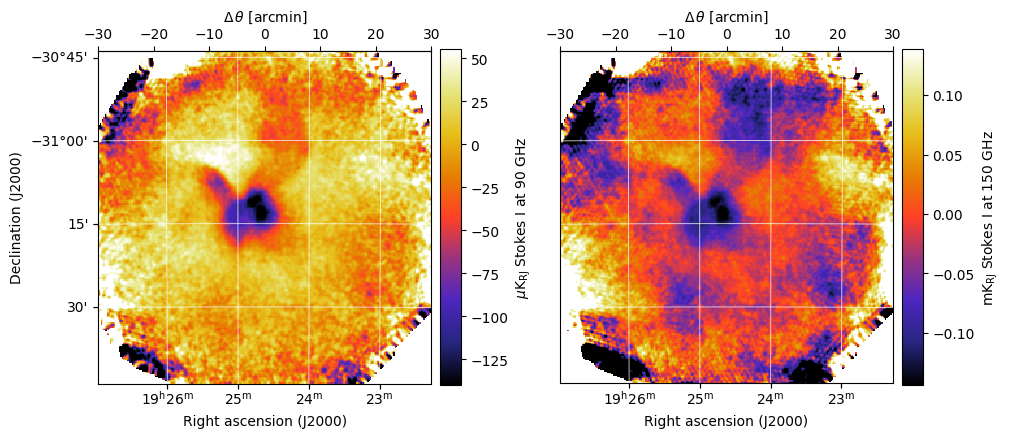 Δθ [arcmin]
−30 −20 −10 0 10 20 30
−30°45'
−31°00'
15'
30'
Declination (J2000)
19ʰ26ᵐ 25ᵐ 24ᵐ 23ᵐ
Right ascension (J2000)
50
25
0
−25
−50
−75
−100
−125
μK_RJ Stokes I at 90 GHz
Δθ [arcmin]
−30 −20 −10 0 10 20 30
19ʰ26ᵐ 25ᵐ 24ᵐ 23ᵐ
Right ascension (J2000)
0.10
0.05
0.00
−0.05
−0.10
mK_RJ Stokes I at 150 GHz